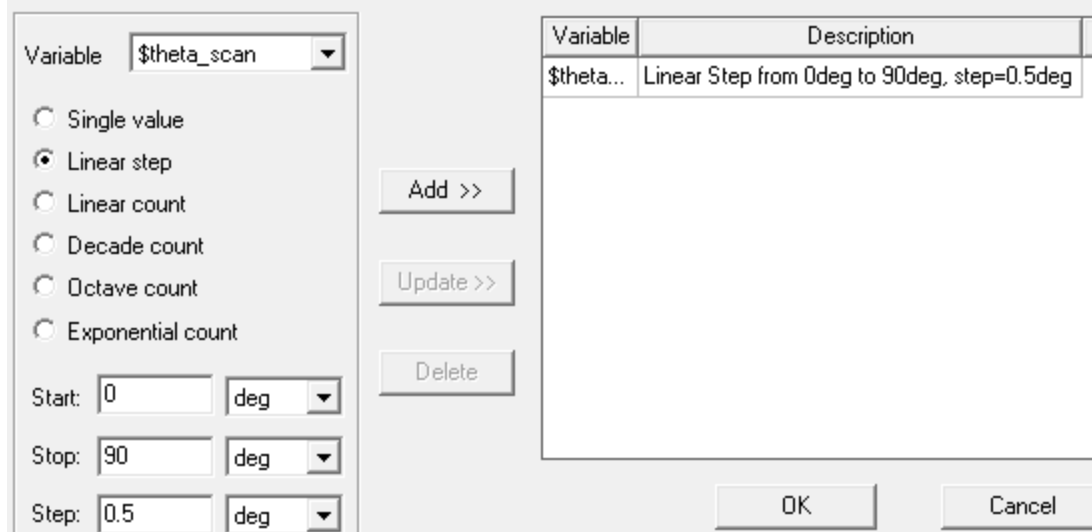 Variable $theta_scan
Single value
Linear step
Linear count
Decade count
Octave count
Exponential count
Start: 0 deg
Stop: 90 deg
Step: 0.5 deg
Add >>
Update >>
Delete
Variable Description
$theta... Linear Step from 0deg to 90deg, step=0.5deg
OK Cancel